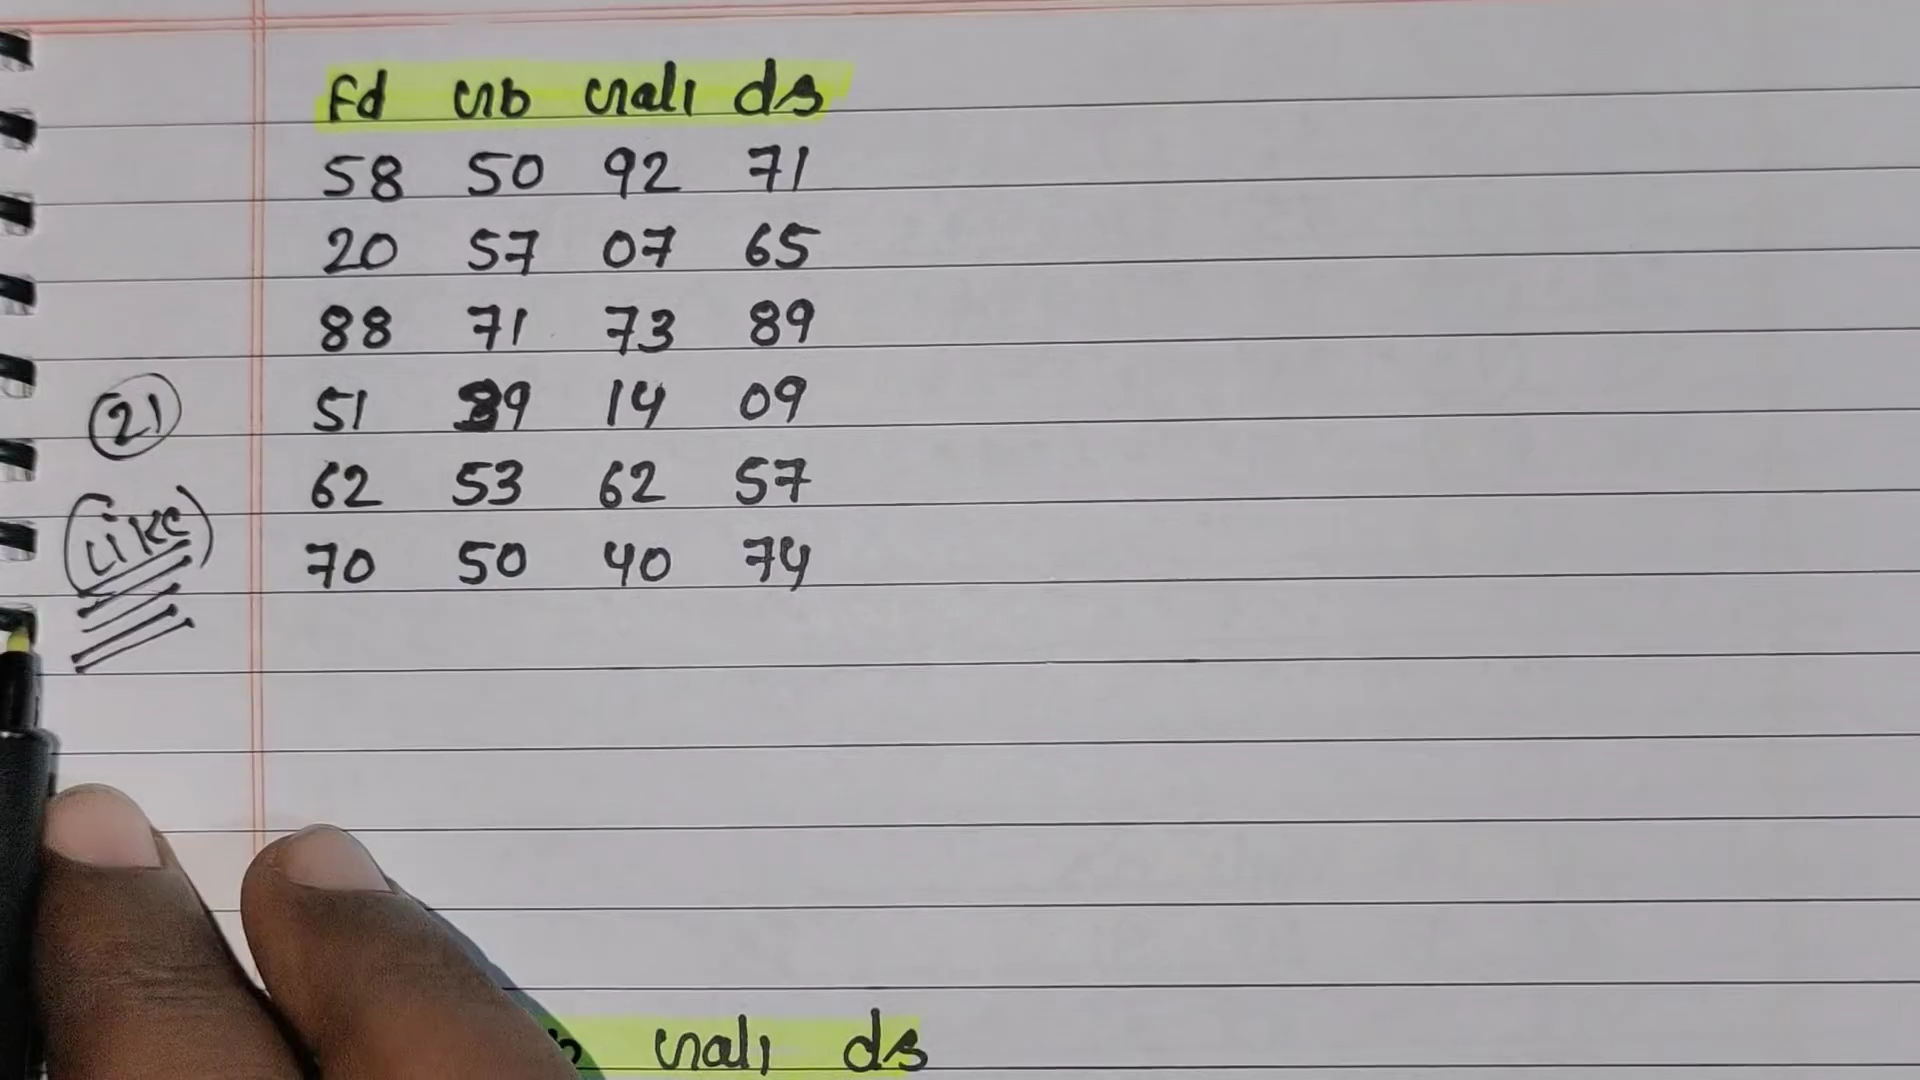 Fd GB Gali ds
58 50 92 71
20 57 07 65
88 71 73 89
51 39 14 09
62 53 62 57
70 50 40 74
21
Like
Gali ds